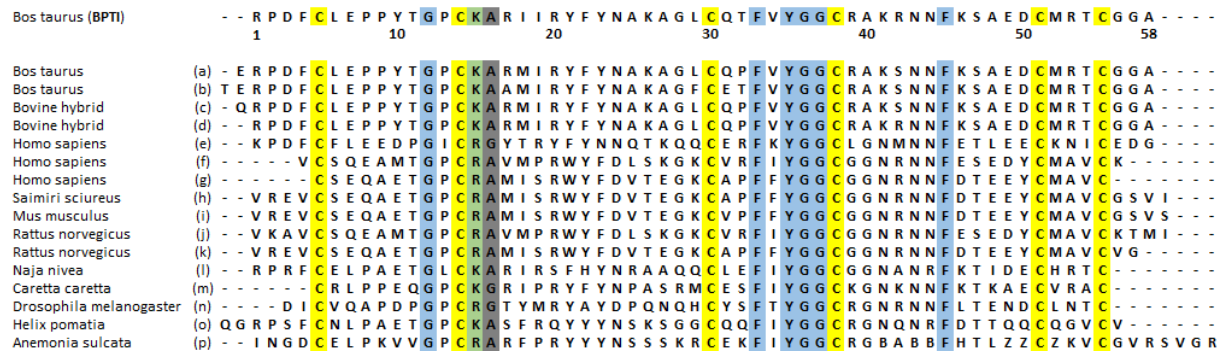 Bos taurus (BPTI) - - R P D F C L E P P Y T G P C K A R I I R Y F Y N A K A G L C Q T F V Y G G C R A K R N N F K S A E D C M R T C G G A - - - -
1 10 20 30 40 50 58
Bos taurus (a) - E R P D F C L E P P Y T G P C K A R M I R Y F Y N A K A G L C Q P F V Y G G C R A K S N N F K S A E D C M R T C G G A - - - -
Bos taurus (b) T E R P D F C L E P P Y T G P C K A A M I R Y F Y N A K A G F C E T F V Y G G C R A K S N N F K S A E D C M R T C G G A - - - -
Bovine hybrid (c) - Q R P D F C L E P P Y T G P C K A R M I R Y F Y N A K A G L C Q P F V Y G G C R A K S N N F K S A E D C M R T C G G A - - - -
Bovine hybrid (d) - - R P D F C L E P P Y T G P C K A R M I R Y F Y N A K A G L C Q P F V Y G G C R A K R N N F K S A E D C M R T C G G A - - - -
Homo sapiens (e) - - K P D F C F L E E D P G I C R G Y T R Y F Y N N Q T K Q Q C E R F K Y G G C L G N M N N F E T L E E C K N I C E D G - - - -
Homo sapiens (f) - - - - - V C S Q E A M T G P C R A V M P R W Y F D L S K G K C V R F I Y G G C G G N R N N F E S E D Y C M A V C K - - - - - -
Homo sapiens (g) - - - - - - C S E Q A E T G P C R A M I S R W Y F D V T E G K C A P F F Y G G C G G N R N N F D T E E Y C M A V C - - - - - - -
Saimiri sciureus (h) - - V R E V C S E Q A E T G P C R A M I S R W Y F D V T E G K C A P F F Y G G C G G N R N N F D T E E Y C M A V C G S V I - - -
Mus musculus (i) - - V R E V C S E Q A E T G P C R A M I S R W Y F D V T E G K C A P F F Y G G C G G N R N N F D T E E Y C M A V C G S V S - - -
Rattus norvegicus (j) - - V K A V C S Q E A M T G P C R A V M P R W Y F D L S K G K C V R F I Y G G C G G N R N N F E S E D Y C M A V C K T M I - - -
Rattus norvegicus (k) - - V R E V C S E Q A E T G P C R A M I S R W Y F D V T E G K C A P F F Y G G C G G N R N N F D T E E Y C M A V C V G - - - - -
Naja nivea (l) - - R P R F C E L P A E T G L C K A R I R S F H Y N R A A Q Q C L E F I Y G G C G G N A N R F K T I D E C H R T C - - - - - - -
Caretta caretta (m) - - - - - - C R L P P E Q G P C K G R I P R Y F Y N P A S R M C E S F I Y G G C K G N K N N F K T K A E C V R A C - - - - - - -
Drosophila melanogaster (n) - - - - D I C V Q A P D P G P C R G T Y M R Y A Y D P Q N Q H C Y S F T Y G G C R G N R N N F L T E N D C L N T C - - - - - - -
Helix pomatia (o) Q G R P S F C N L P A E T G P C K A S F R Q Y Y Y N S K S G G C Q Q F I Y G G C R G N Q N R F D T T Q Q C Q G V C V - - - - - -
Anemonia sulcata (p) - - I N G D C E L P K V V G P C R A R F P R Y Y Y N S S S K R C E K F I Y G G C R G B A B B F H T L Z Z C Z K V C G V R S V G R